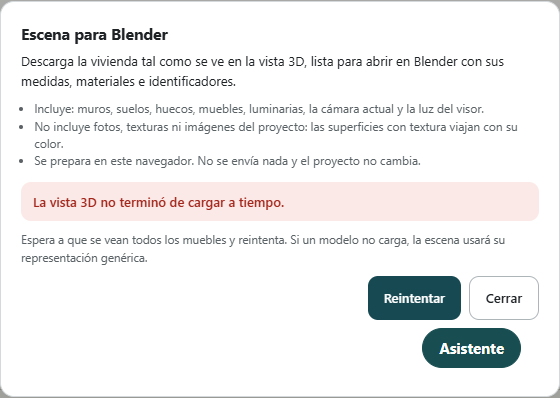 Escena para Blender
Descarga la vivienda tal como se ve en la vista 3D, lista para abrir en Blender con sus
medidas, materiales e identificadores.
• Incluye: muros, suelos, huecos, muebles, luminarias, la cámara actual y la luz del visor.
• No incluye fotos, texturas ni imágenes del proyecto: las superficies con textura viajan con su
color.
• Se prepara en este navegador. No se envía nada y el proyecto no cambia.
La vista 3D no terminó de cargar a tiempo.
Espera a que se vean todos los muebles y reintenta. Si un modelo no carga, la escena usará su
representación genérica.
Reintentar
Cerrar
Asistente